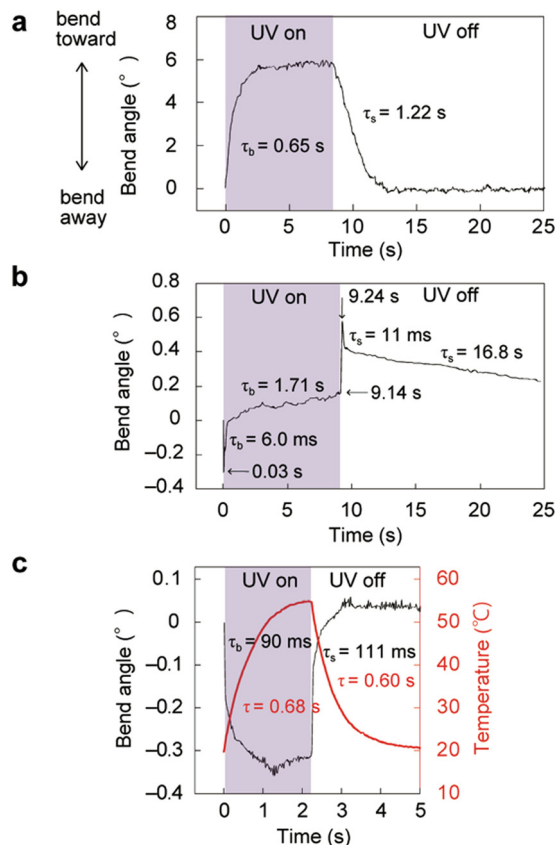 a
bend toward
bend away
Bend angle (°)
8
6
4
2
0
UV on
UV off
τb = 0.65 s
τs = 1.22 s
0 5 10 15 20 25
Time (s)
b
Bend angle (°)
0.8
0.6
0.4
0.2
0
–0.2
–0.4
UV on
9.24 s
UV off
τs = 11 ms
τs = 16.8 s
τb = 1.71 s
9.14 s
τb = 6.0 ms
0.03 s
0 5 10 15 20 25
Time (s)
c
Bend angle (°)
0.1
0
–0.1
–0.2
–0.3
–0.4
UV on
UV off
τb = 90 ms
τs = 111 ms
τ = 0.68 s
τ = 0.60 s
60
50
40
30
20
10
Temperature (°C)
0 1 2 3 4 5
Time (s)